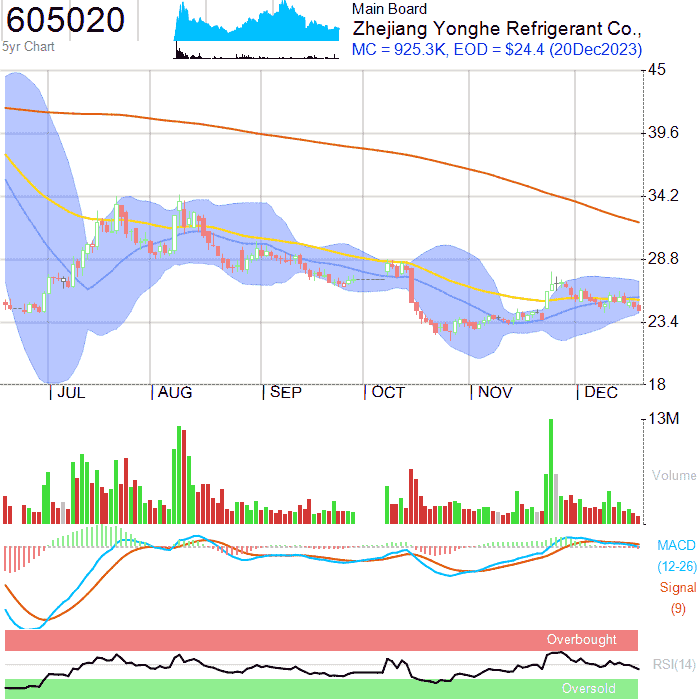 605020
5yr Chart
Main Board
Zhejiang Yonghe Refrigerant Co.,
MC = 925.3K, EOD = $24.4 (20Dec2023)
45
39.6
34.2
28.8
23.4
18
JUL AUG SEP OCT NOV DEC
13M
Volume
MACD
(12-26)
Signal
(9)
Overbought
RSI(14)
Oversold